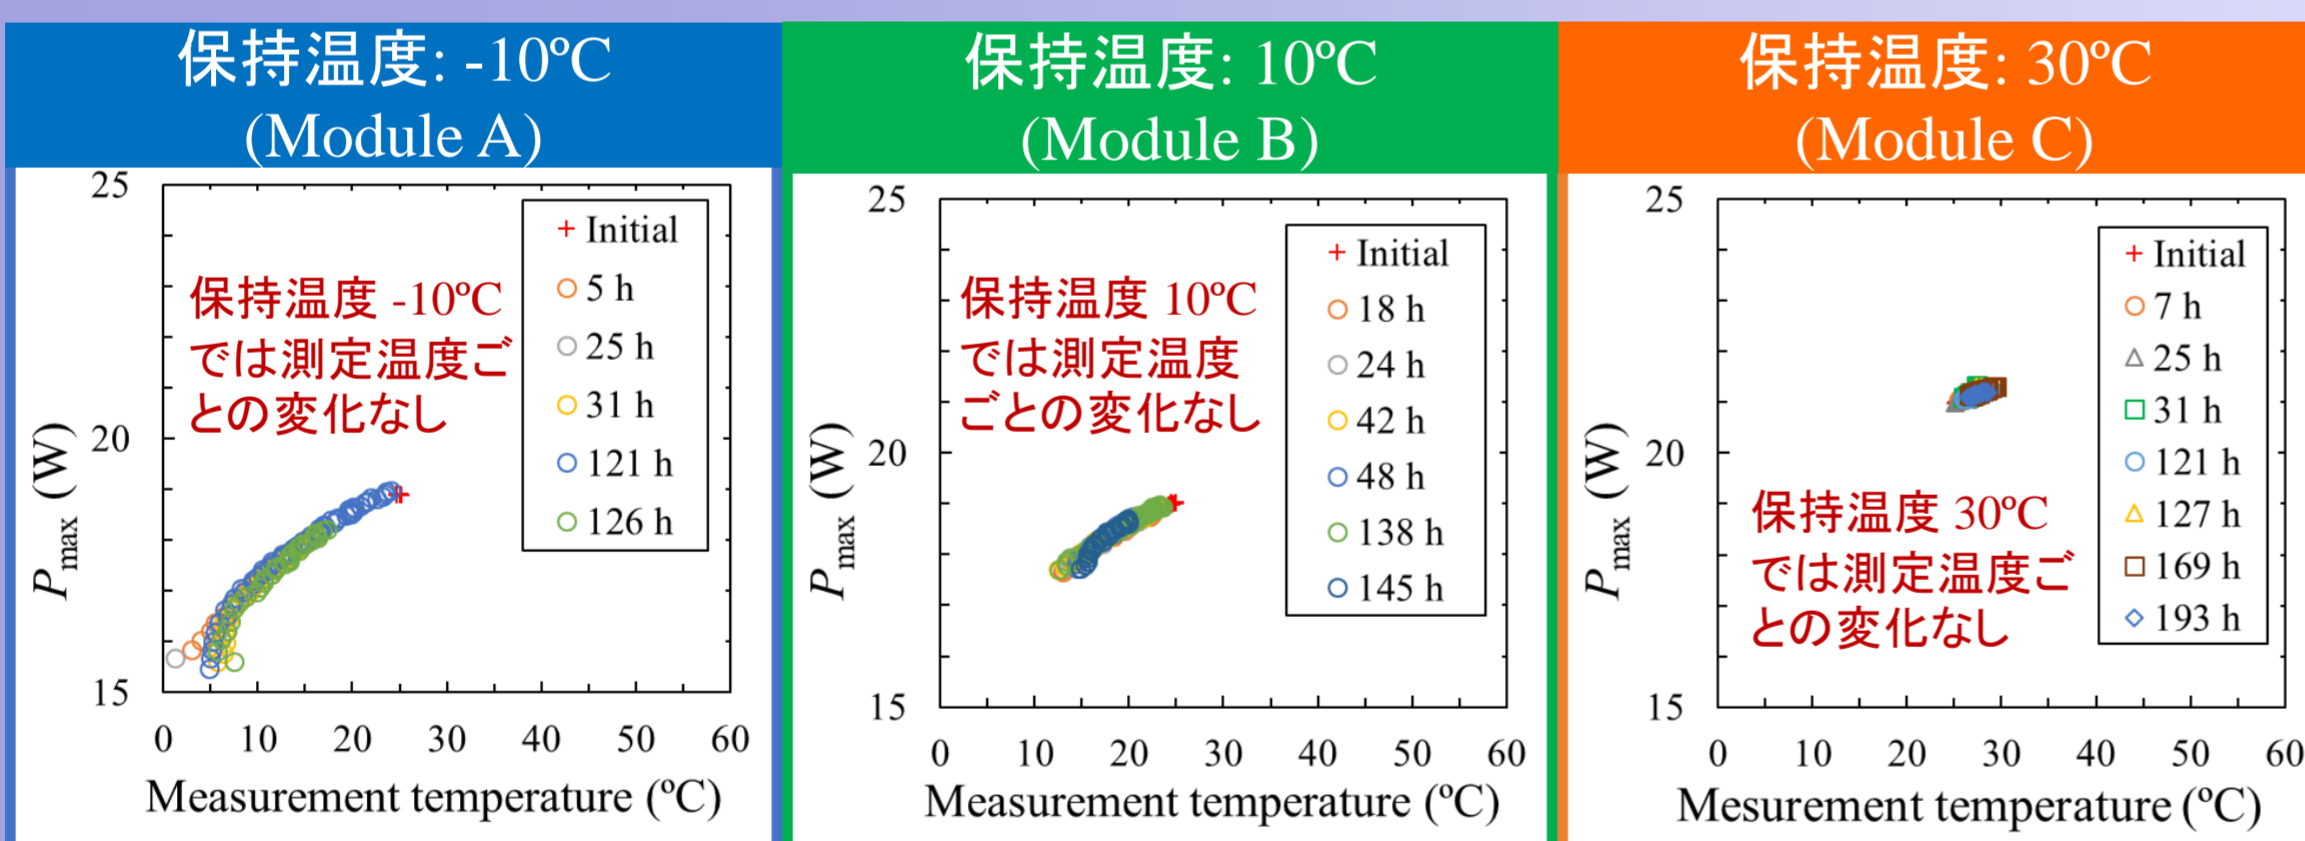 保持温度: -10ºC
(Module A)
25
20
15
0 10 20 30 40 50 60
Pmax (W)
Measurement temperature (ºC)
保持温度 -10ºC
では測定温度ご
との変化なし
+ Initial
5 h
25 h
31 h
121 h
126 h
保持温度: 10ºC
(Module B)
25
20
15
0 10 20 30 40 50 60
Pmax (W)
Measurement temperature (ºC)
保持温度 10ºC
では測定温度
ごとの変化なし
+ Initial
18 h
24 h
42 h
48 h
138 h
145 h
保持温度: 30ºC
(Module C)
25
20
15
0 10 20 30 40 50 60
Pmax (W)
Mesurement temperature (ºC)
保持温度 30ºC
では測定温度ご
との変化なし
+ Initial
7 h
25 h
31 h
121 h
127 h
169 h
193 h